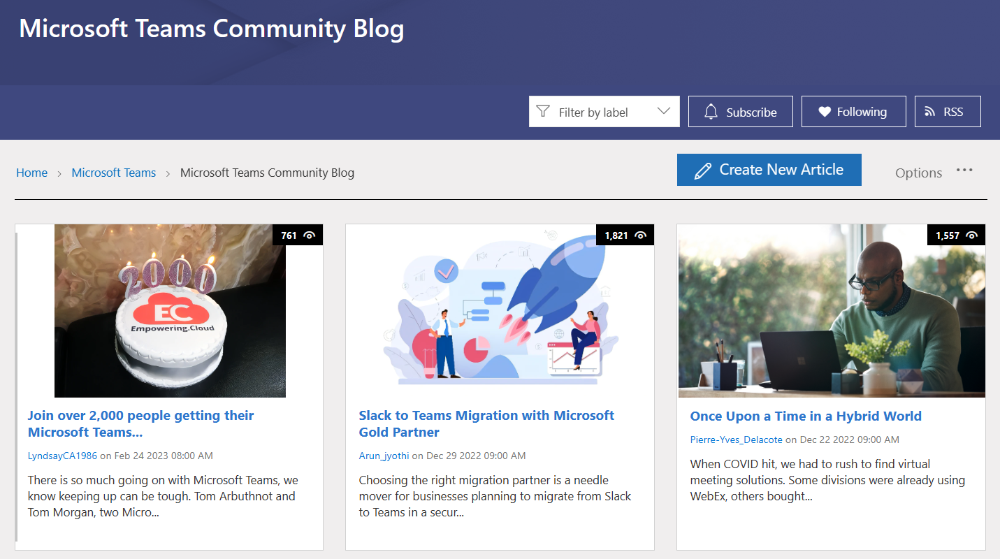 Microsoft Teams Community Blog
Filter by label
Subscribe
Following
RSS
Home > Microsoft Teams > Microsoft Teams Community Blog
Create New Article
Options ...
761
2000
EC
Empowering.Cloud
Join over 2,000 people getting their
Microsoft Teams...
LyndsayCA1986 on Feb 24 2023 08:00 AM
There is so much going on with Microsoft Teams, we
know keeping up can be tough. Tom Arbuthnot and
Tom Morgan, two Micro...
1,821
Slack to Teams Migration with Microsoft
Gold Partner
Arun_jyothi on Dec 29 2022 09:00 AM
Choosing the right migration partner is a needle
mover for businesses planning to migrate from Slack
to Teams in a secur...
1,557
Once Upon a Time in a Hybrid World
Pierre-Yves_Delacote on Dec 22 2022 09:00 AM
When COVID hit, we had to rush to find virtual
meeting solutions. Some divisions were already using
WebEx, others bought...